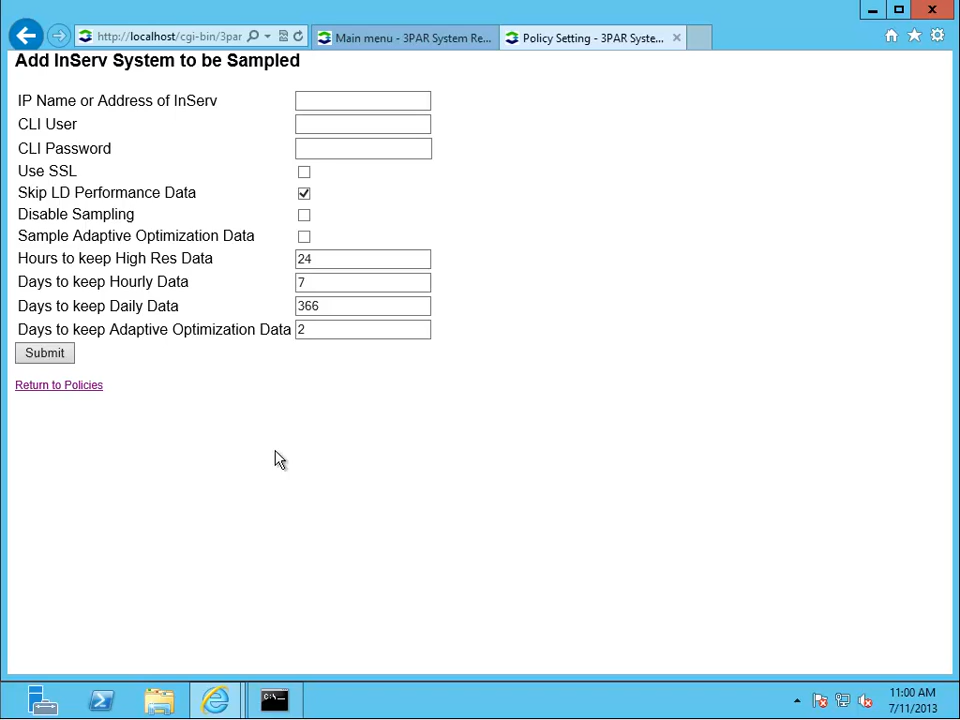 http://localhost/cgi-bin/3par
Main menu - 3PAR System Re...
Policy Setting - 3PAR Syste...
Add InServ System to be Sampled
IP Name or Address of InServ
CLI User
CLI Password
Use SSL
Skip LD Performance Data
Disable Sampling
Sample Adaptive Optimization Data
Hours to keep High Res Data 24
Days to keep Hourly Data 7
Days to keep Daily Data 366
Days to keep Adaptive Optimization Data 2
Submit
Return to Policies
11:00 AM
7/11/2013